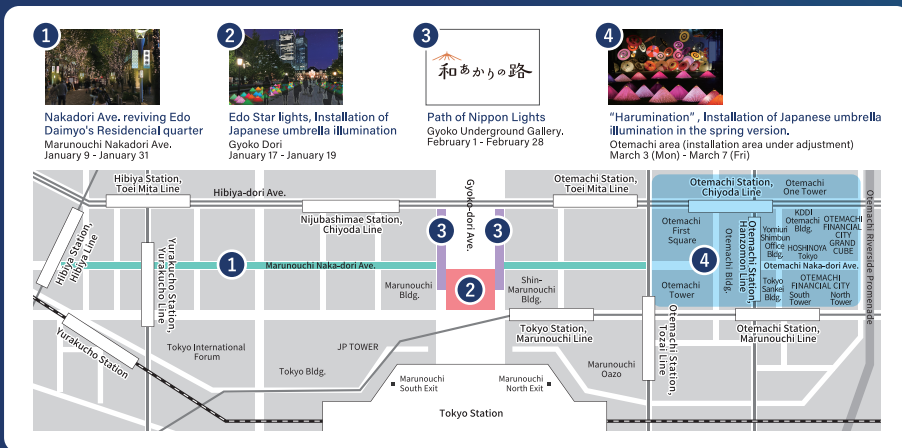 1
Nakadori Ave. reviving Edo
Daimyo's Residencial quarter
Marunouchi Nakadori Ave.
January 9 - January 31
2
Edo Star lights, Installation of
Japanese umbrella illumination
Gyoko Dori
January 17 - January 19
3
和あかりの路
Path of Nippon Lights
Gyoko Underground Gallery.
February 1 - February 28
4
“Harumination” , Installation of Japanese umbrella
illumination in the spring version.
Otemachi area (installation area under adjustment)
March 3 (Mon) - March 7 (Fri)
Hibiya Station,
Toei Mita Line
Hibiya-dori Ave.
Nijubashimae Station,
Chiyoda Line
Gyoko-dori Ave.
Otemachi Station,
Toei Mita Line
Otemachi Station,
Chiyoda Line
Otemachi
One Tower
Hibiya Station,
Hibiya Line
Yurakucho Station,
Yurakucho Line
3
3
Otemachi
First
Square
Otemachi Bldg.
Otemachi Station,
Hanzomon Line
KDDI
Otemachi
Bldg.
Yomiuri
Shimbun
Office Bldg.
HOSHINOYA
Tokyo
OTEMACHI
FINANCIAL
CITY
GRAND
CUBE
Otemachi Riverside Promenade
1
Marunouchi Naka-dori Ave.
4
Otemachi Naka-dori Ave.
Marunouchi
Bldg.
2
Shin-
Marunouchi
Bldg.
Otemachi
Tower
Tokyo
Sankei
Bldg.
OTEMACHI
FINANCIAL CITY
South
Tower
North
Tower
Yurakucho Station
Tokyo International
Forum
JP TOWER
Tokyo Bldg.
Tokyo Station,
Marunouchi Line
Otemachi Station,
Tozai Line
Otemachi Station,
Marunouchi Line
Marunouchi
South Exit
Marunouchi
North Exit
Marunouchi
Oazo
Tokyo Station